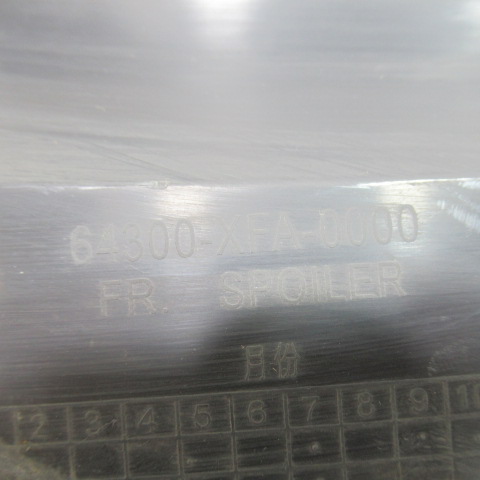 64300-XFA-0000
FR. SPOILER
月份
2 3 4 5 6 7 8 9 10